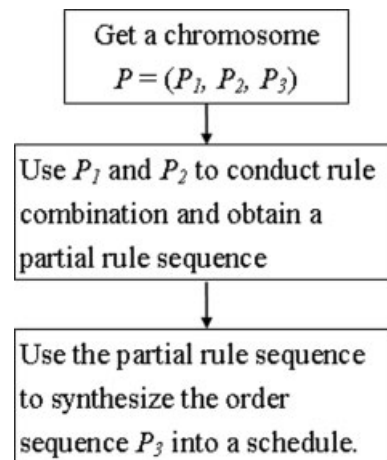 Get a chromosome
P = (P1, P2, P3)
Use P1 and P2 to conduct rule
combination and obtain a
partial rule sequence
Use the partial rule sequence
to synthesize the order
sequence P3 into a schedule.